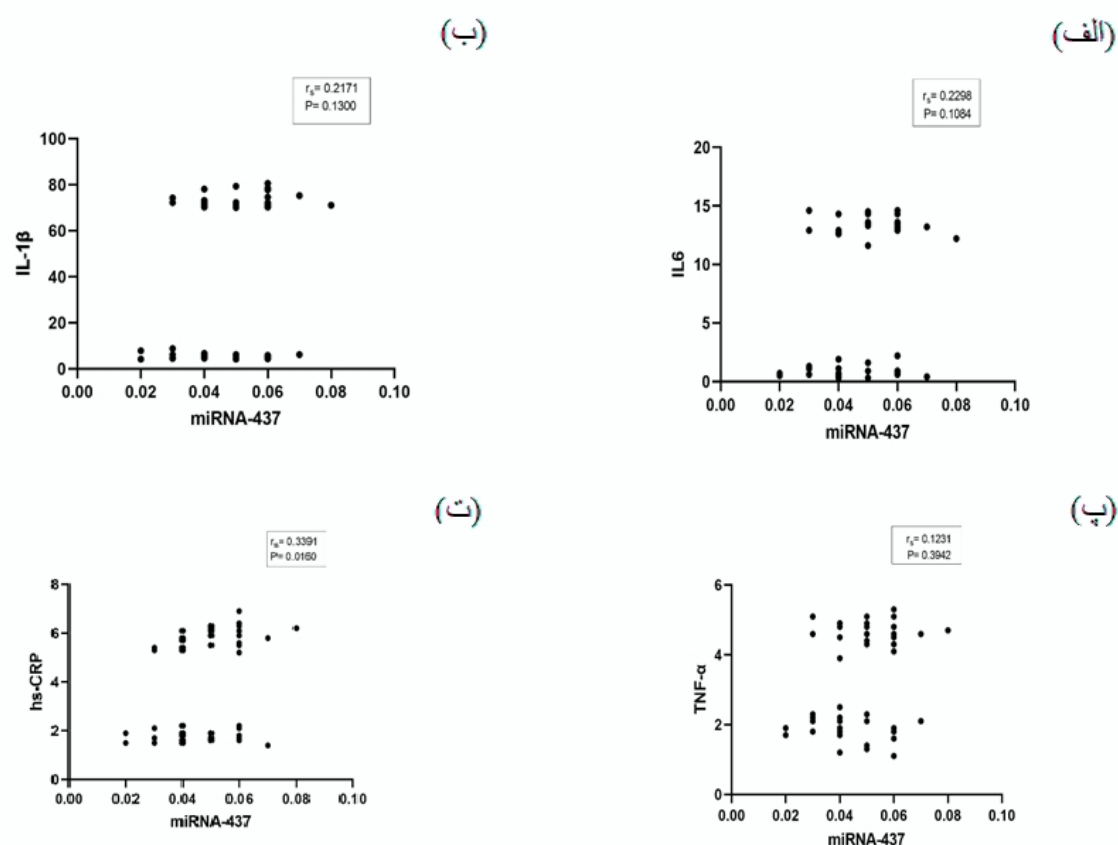 (الف)
rs= 0.2298
P= 0.1084
20
15
10
5
0
IL6
0.00 0.02 0.04 0.06 0.08 0.10
miRNA-437
(ب)
rs= 0.2171
P= 0.1300
100
80
60
40
20
0
IL-1β
0.00 0.02 0.04 0.06 0.08 0.10
miRNA-437
(پ)
rs= 0.1231
P= 0.3942
6
4
2
0
TNF-α
0.00 0.02 0.04 0.06 0.08 0.10
miRNA-437
(ت)
rs= 0.3391
P= 0.0160
8
6
4
2
0
hs-CRP
0.00 0.02 0.04 0.06 0.08 0.10
miRNA-437